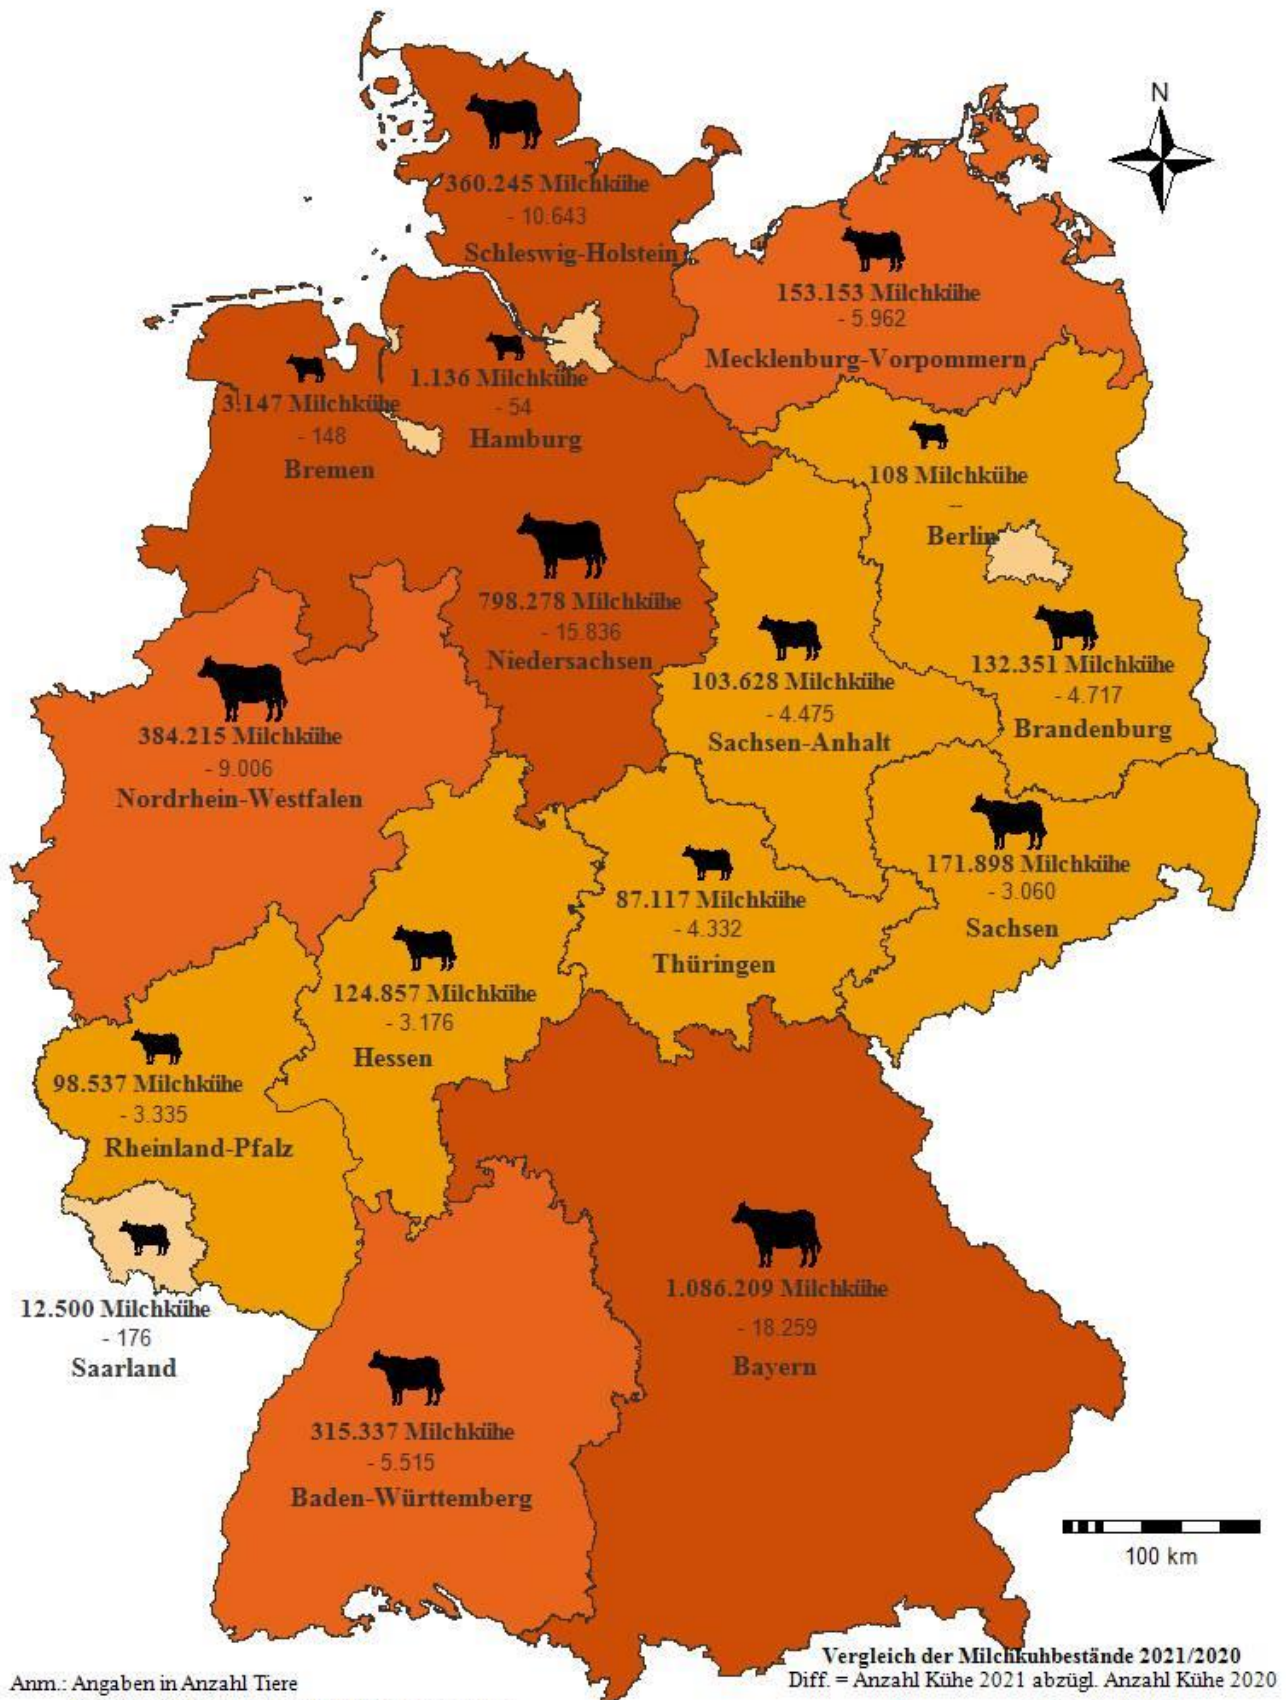 N
360.245 Milchkühe
- 10.643
Schleswig-Holstein
153.153 Milchkühe
- 5.962
Mecklenburg-Vorpommern
1.136 Milchkühe
- 54
Hamburg
3.147 Milchkühe
- 148
Bremen
108 Milchkühe
--
Berlin
798.278 Milchkühe
- 15.836
Niedersachsen
132.351 Milchkühe
- 4.717
Brandenburg
103.628 Milchkühe
- 4.475
Sachsen-Anhalt
384.215 Milchkühe
- 9.006
Nordrhein-Westfalen
171.898 Milchkühe
- 3.060
Sachsen
87.117 Milchkühe
- 4.332
Thüringen
124.857 Milchkühe
- 3.176
Hessen
98.537 Milchkühe
- 3.335
Rheinland-Pfalz
12.500 Milchkühe
- 176
Saarland
1.086.209 Milchkühe
- 18.259
Bayern
315.337 Milchkühe
- 5.515
Baden-Württemberg
100 km
Vergleich der Milchkuhbestände 2021/2020
Diff. = Anzahl Kühe 2021 abzügl. Anzahl Kühe 2020
Anm.: Angaben in Anzahl Tiere